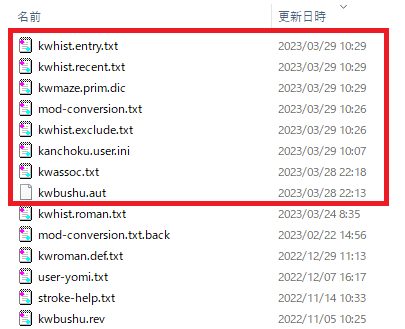 名前 更新日時
kwhist.entry.txt 2023/03/29 10:29
kwhist.recent.txt 2023/03/29 10:29
kwmaze.prim.dic 2023/03/29 10:29
mod-conversion.txt 2023/03/29 10:26
kwhist.exclude.txt 2023/03/29 10:26
kanchoku.user.ini 2023/03/29 10:07
kwassoc.txt 2023/03/28 22:18
kwbushu.aut 2023/03/28 22:13
kwhist.roman.txt 2023/03/24 8:35
mod-conversion.txt.back 2023/02/22 14:56
kwroman.def.txt 2022/12/29 11:13
user-yomi.txt 2022/12/07 16:17
stroke-help.txt 2022/11/14 10:33
kwbushu.rev 2022/11/05 10:25